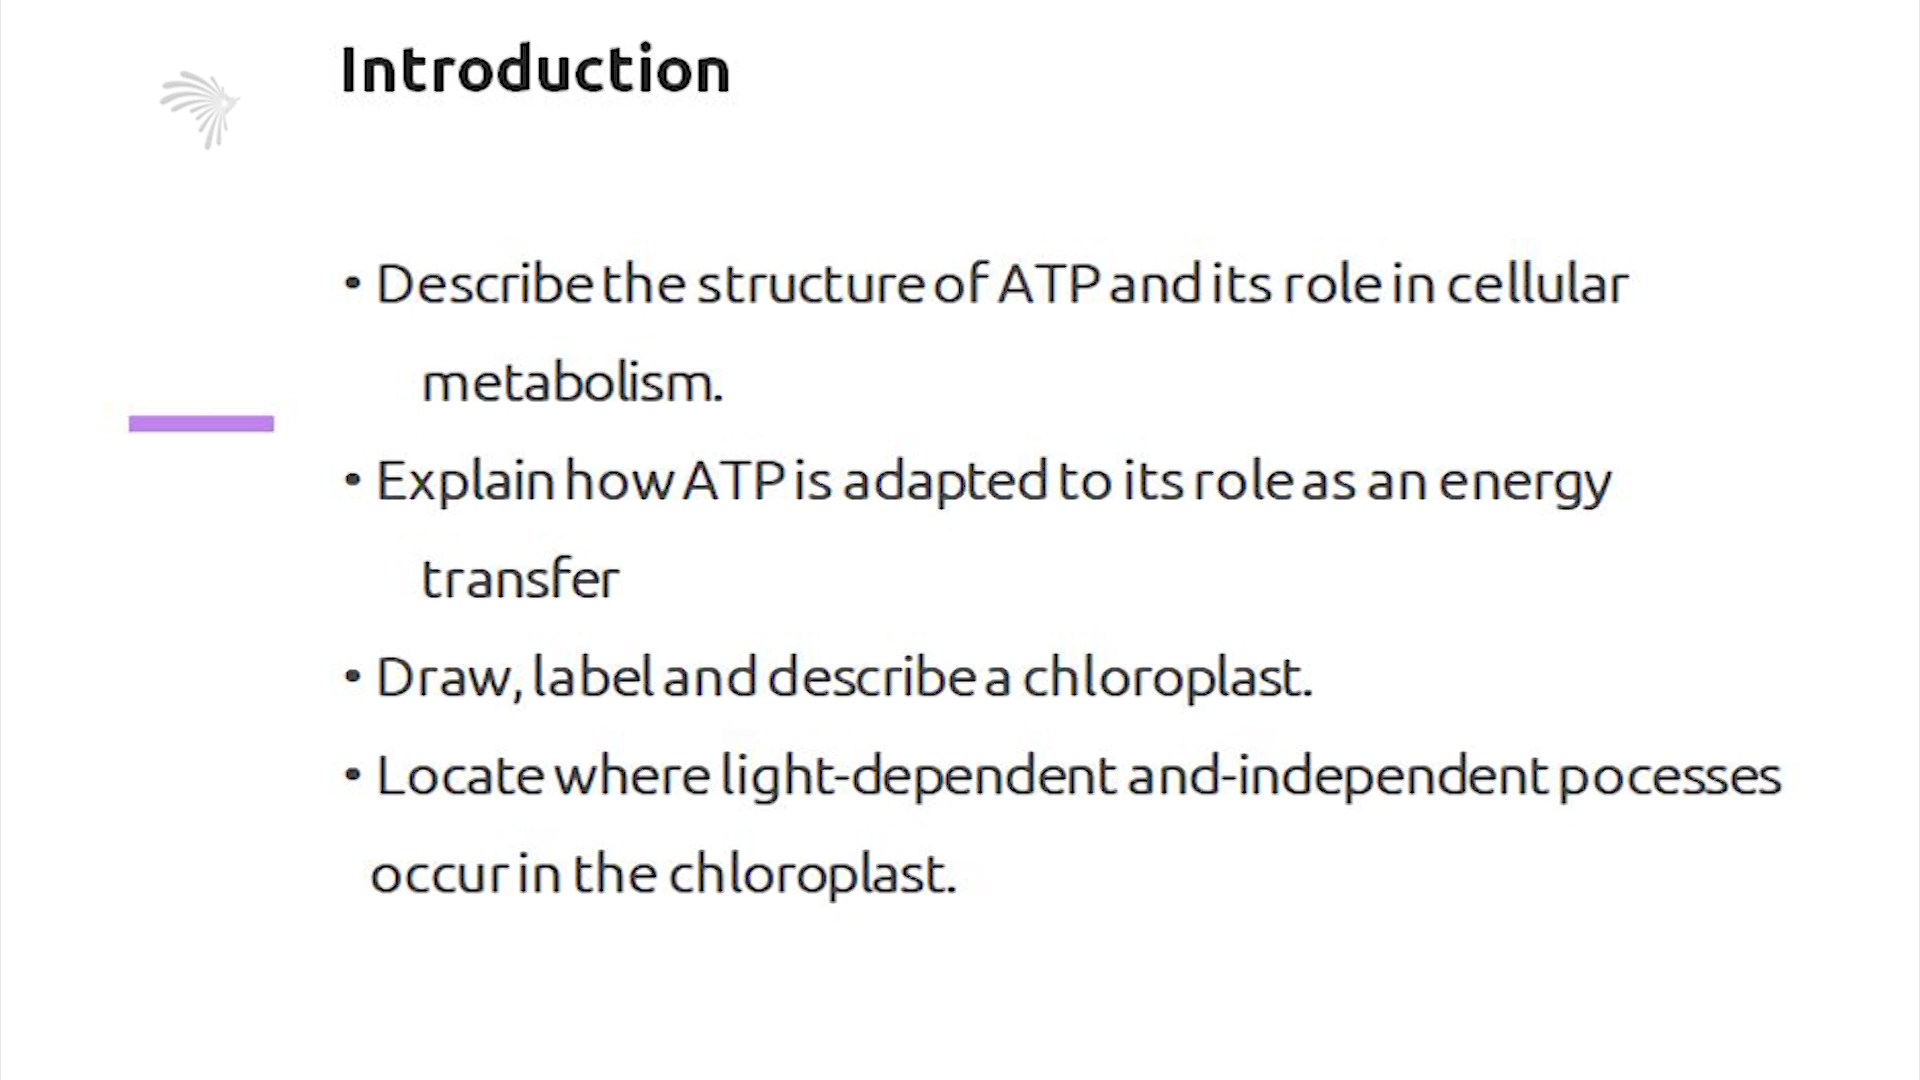 Introduction
• Describe the structure of ATP and its role in cellular
metabolism.
• Explain how ATP is adapted to its role as an energy
transfer
• Draw, label and describe a chloroplast.
• Locate where light-dependent and-independent pocesses
occur in the chloroplast.